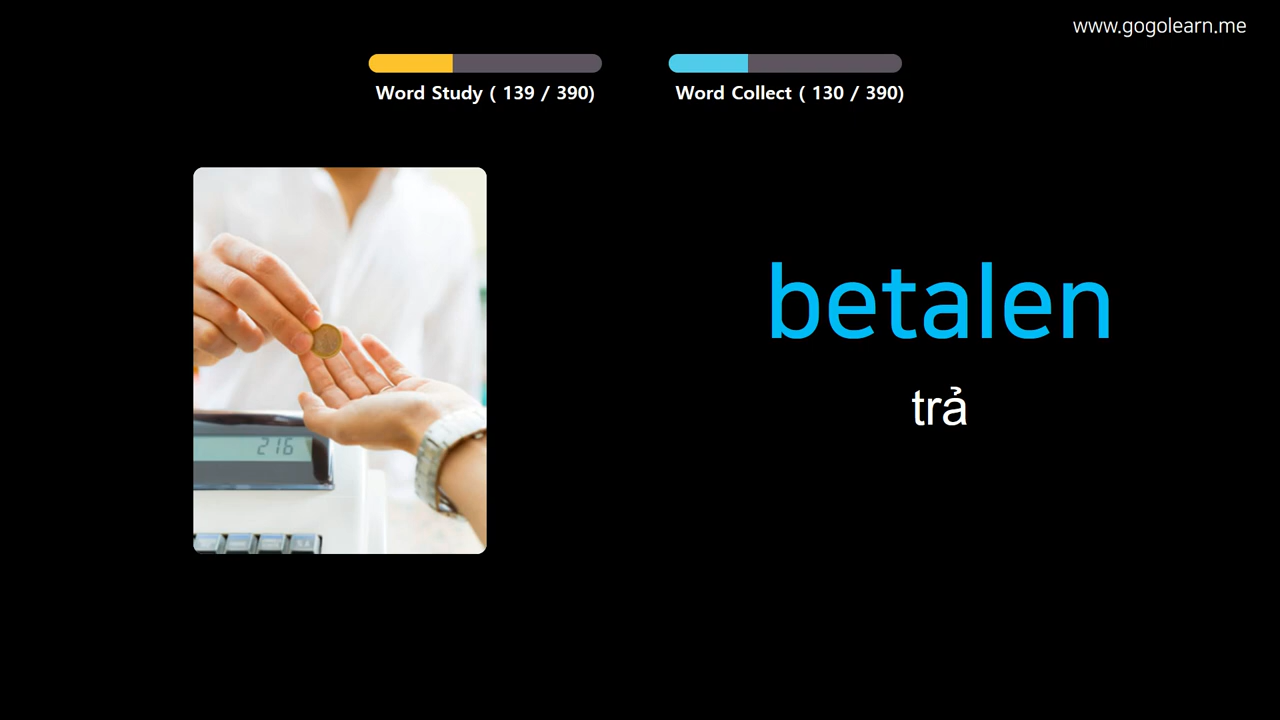 www.gogolearn.me
Word Study ( 139 / 390)
Word Collect ( 130 / 390)
betalen
trả
216